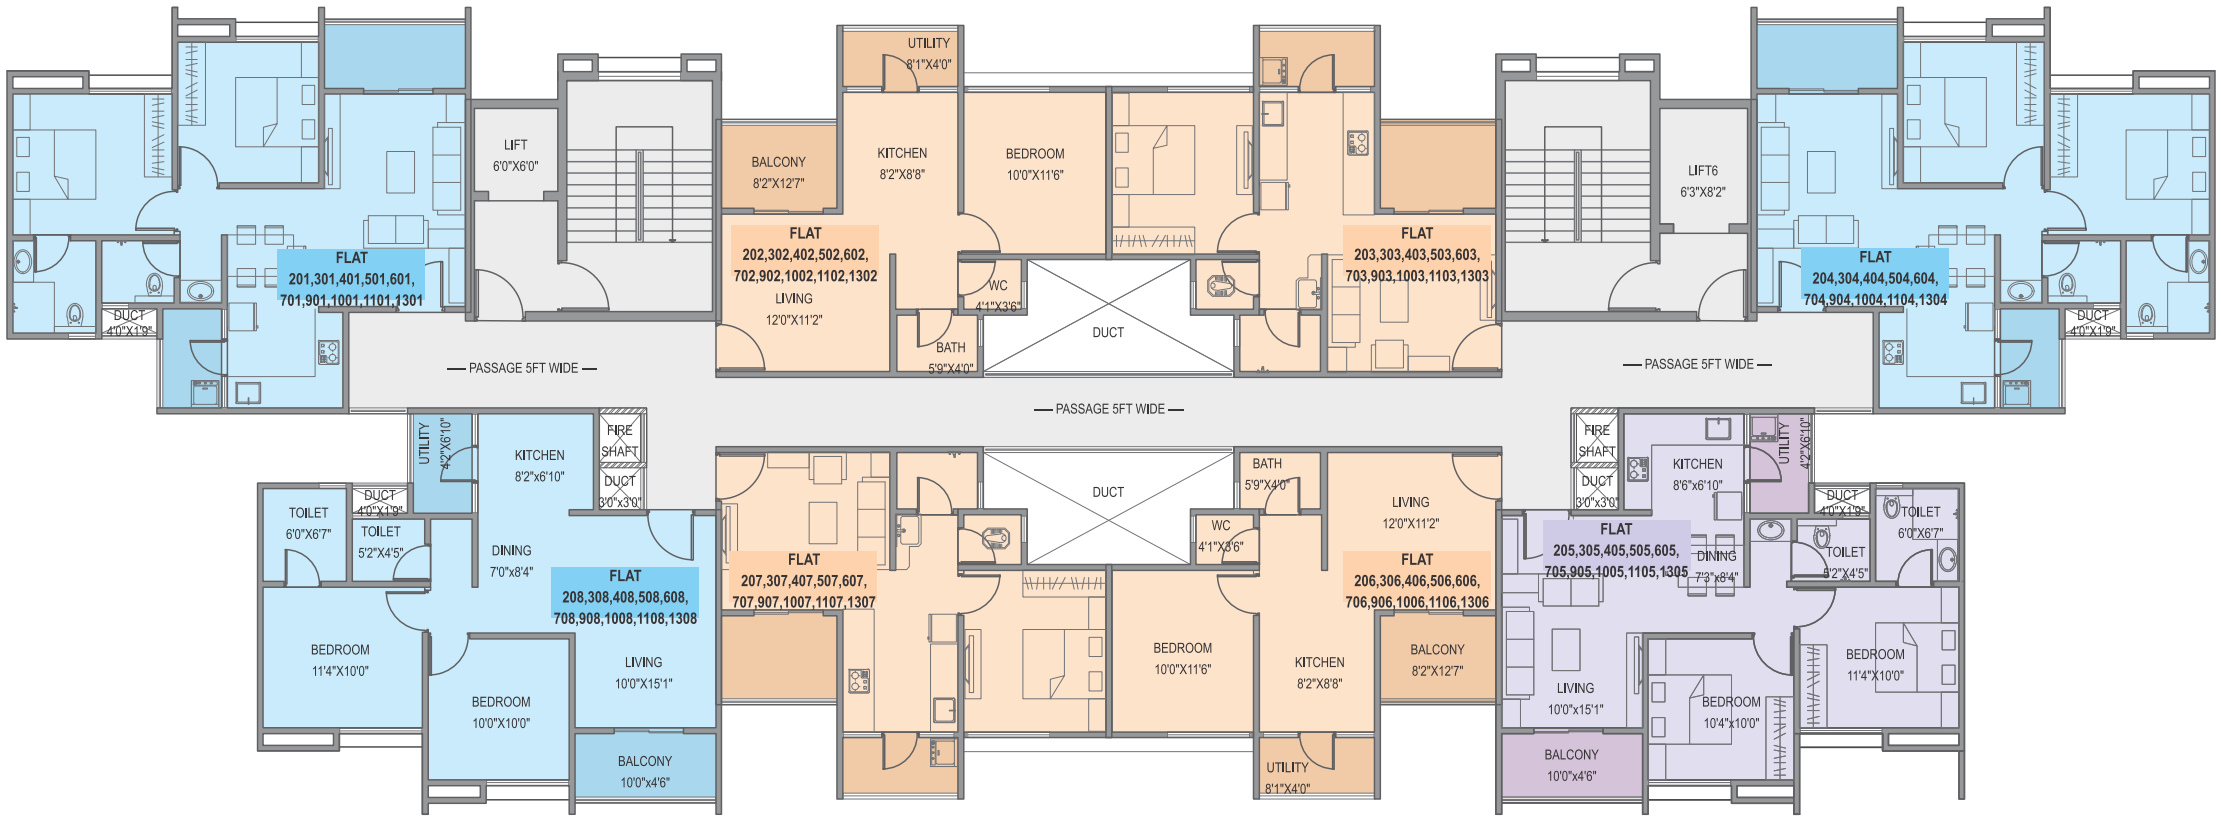 UTILITY
8'1"X4'0"
LIFT
6'0"X6'0"
BALCONY
8'2"X12'7"
KITCHEN
8'2"X8'8"
BEDROOM
10'0"X11'6"
LIFT6
6'3"X8'2"
FLAT
201,301,401,501,601,
701,901,1001,1101,1301
FLAT
202,302,402,502,602,
702,902,1002,1102,1302
LIVING
12'0"X11'2"
WC
4'1"X3'6"
BATH
5'9"X4'0"
DUCT
FLAT
203,303,403,503,603,
703,903,1003,1103,1303
FLAT
204,304,404,504,604,
704,904,1004,1104,1304
DUCT
4'0"X1'9"
DUCT
4'0"X1'9"
PASSAGE 5FT WIDE
PASSAGE 5FT WIDE
PASSAGE 5FT WIDE
UTILITY
4'2"X6'10"
KITCHEN
8'2"x6'10"
FIRE
SHAFT
DUCT
3'0"x3'0"
DUCT
4'0"X1'9"
TOILET
6'0"X6'7"
TOILET
5'2"X4'5"
DINING
7'0"x8'4"
FLAT
208,308,408,508,608,
708,908,1008,1108,1308
BEDROOM
11'4"X10'0"
BEDROOM
10'0"X10'0"
LIVING
10'0"X15'1"
BALCONY
10'0"x4'6"
FLAT
207,307,407,507,607,
707,907,1007,1107,1307
DUCT
BATH
5'9"X4'0"
WC
4'1"X3'6"
LIVING
12'0"X11'2"
FLAT
206,306,406,506,606,
706,906,1006,1106,1306
BEDROOM
10'0"X11'6"
KITCHEN
8'2"X8'8"
BALCONY
8'2"X12'7"
UTILITY
8'1"X4'0"
FIRE
SHAFT
DUCT
3'0"x3'0"
KITCHEN
8'6"x6'10"
UTILITY
4'2"X6'10"
DUCT
4'0"X1'9"
TOILET
6'0"X6'7"
TOILET
5'2"X4'5"
FLAT
205,305,405,505,605,
705,905,1005,1105,1305
DINING
7'3"x8'4"
BEDROOM
11'4"X10'0"
BEDROOM
10'4"x10'0"
LIVING
10'0"x15'1"
BALCONY
10'0"x4'6"